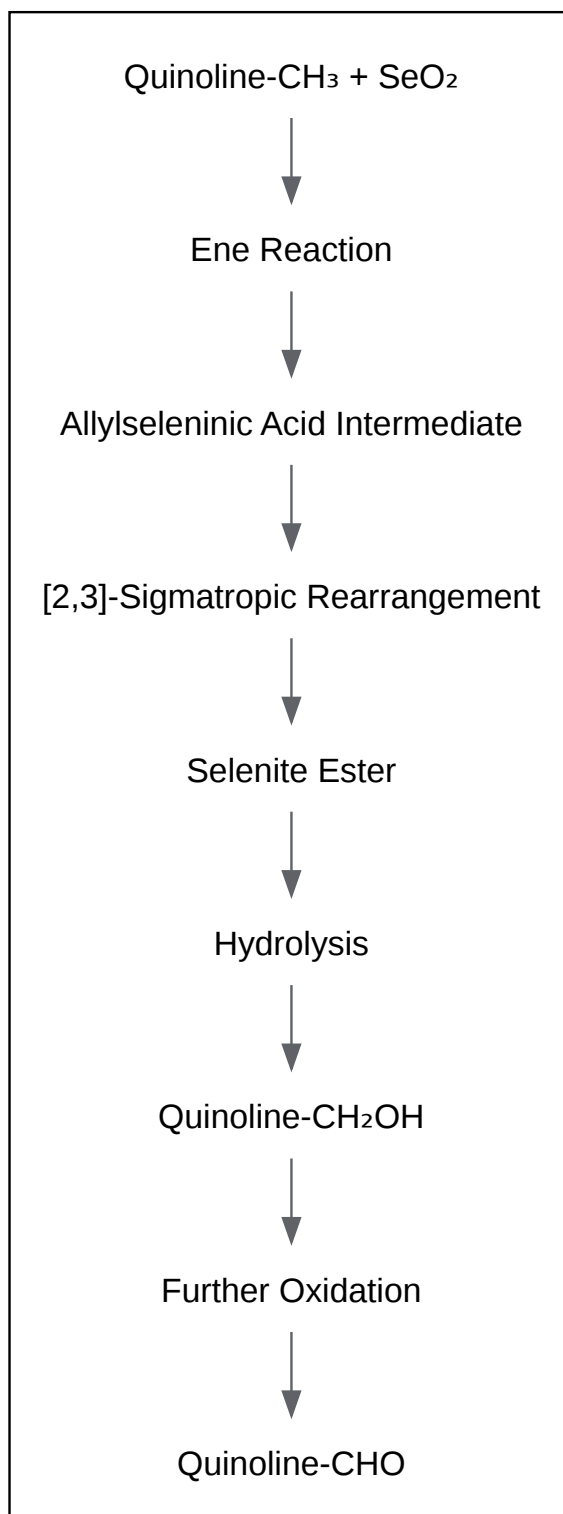 Quinoline-CH₃ + SeO₂
Ene Reaction
Allylseleninic Acid Intermediate
[2,3]-Sigmatropic Rearrangement
Selenite Ester
Hydrolysis
Quinoline-CH₂OH
Further Oxidation
Quinoline-CHO